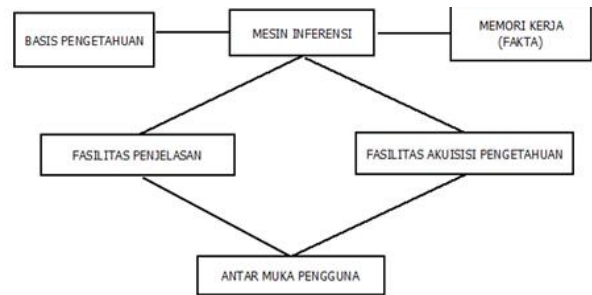 BASIS PENGETAHUAN
MESIN INFERENSI
MEMORI KERJA
(FAKTA)
FASILITAS PENJELASAN
FASILITAS AKUISISI PENGETAHUAN
ANTAR MUKA PENGGUNA